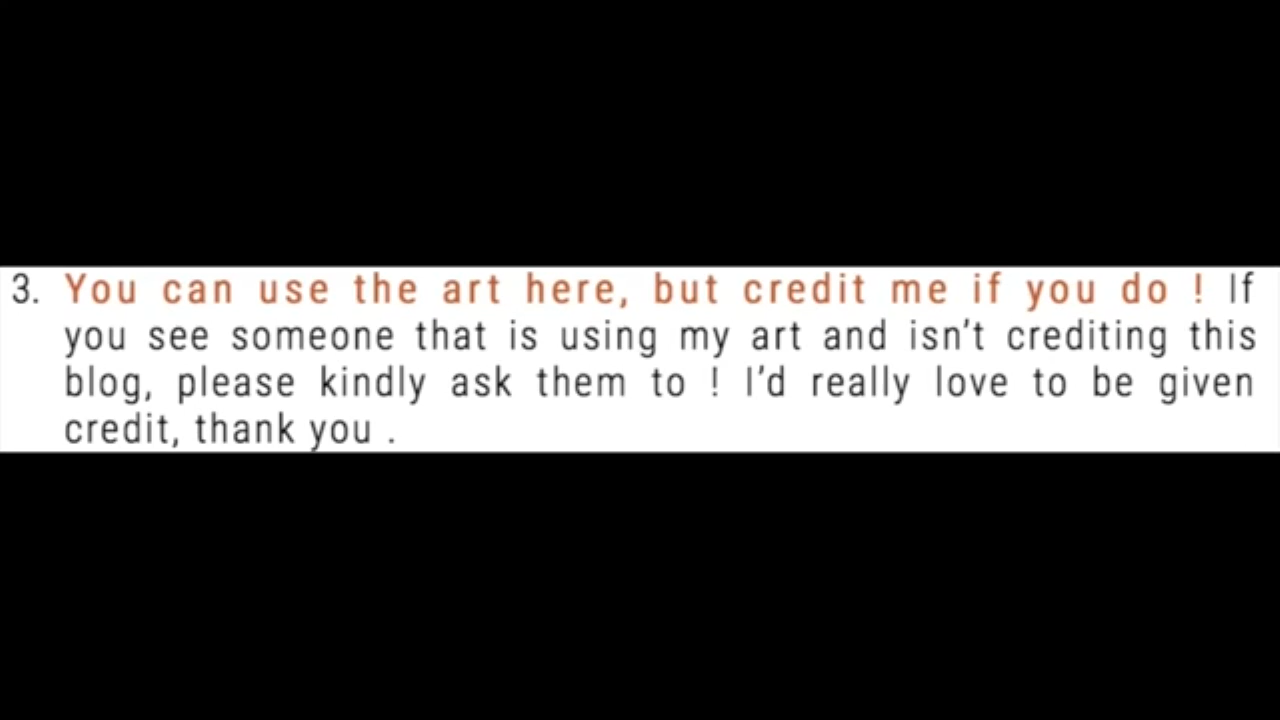 3. You can use the art here, but credit me if you do ! If
you see someone that is using my art and isn’t crediting this
blog, please kindly ask them to ! I’d really love to be given
credit, thank you .